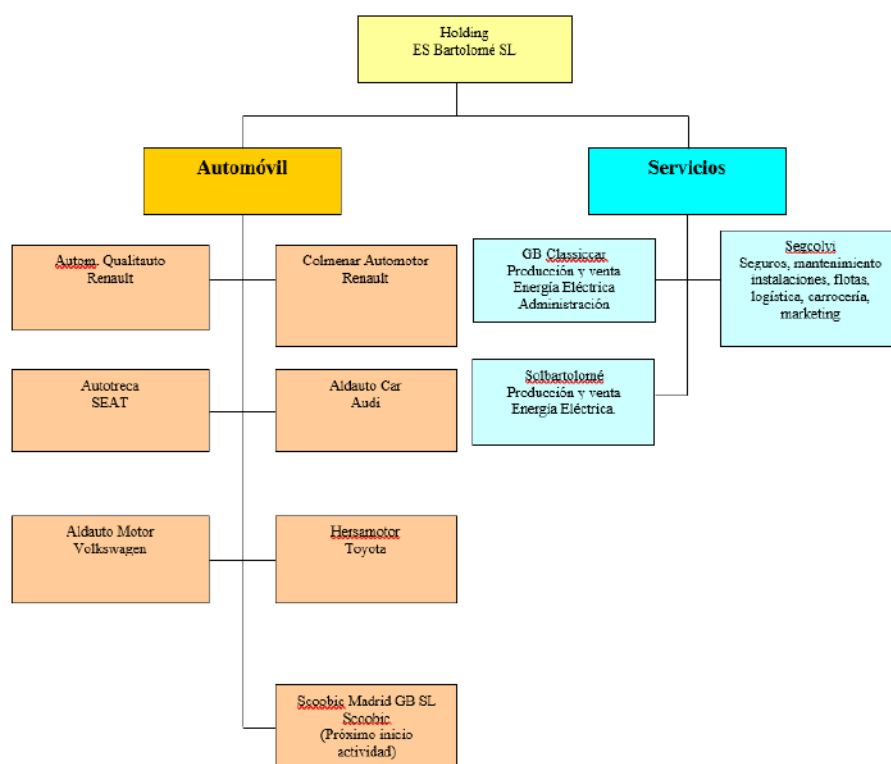 Holding
ES Bartolomé SL
Automóvil
Servicios
Autom. Qualitauto
Renault
Colmenar Automotor
Renault
GB Classiccar
Producción y venta
Energía Eléctrica
Administración
Segcolvi
Seguros, mantenimiento
instalaciones, flotas,
logística, carrocería,
marketing
Autotreca
SEAT
Aldauto Car
Audi
Solbartolomé
Producción y venta
Energía Eléctrica.
Aldauto Motor
Volkswagen
Hersamotor
Toyota
Scoobic Madrid GB SL
Scoobic
(Próximo inicio
actividad)